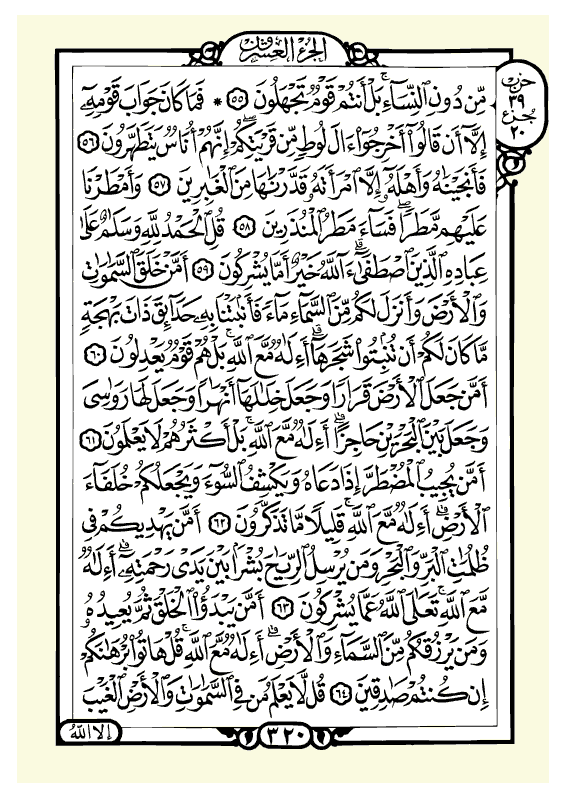 الجزء العشرون
حزب
٣٩
جزء
٢٠
مِّن دُونِ ٱلنِّسَآءِ بَلْ أَنتُمْ قَوْمٌ تَجْهَلُونَ ٥٥ * فَمَا كَانَ جَوَابَ قَوْمِهِۦٓ
إِلَّآ أَن قَالُوٓا۟ أَخْرِجُوٓا۟ ءَالَ لُوطٍ مِّن قَرْيَتِكُمْ إِنَّهُمْ أُنَاسٌ يَتَطَهَّرُونَ ٥٦
فَأَنجَيْنَٰهُ وَأَهْلَهُۥٓ إِلَّا ٱمْرَأَتَهُۥ قَدَّرْنَٰهَا مِنَ ٱلْغَٰبِرِينَ ٥٧ وَأَمْطَرْنَا
عَلَيْهِم مَّطَرًا فَسَآءَ مَطَرُ ٱلْمُنذَرِينَ ٥٨ قُلِ ٱلْحَمْدُ لِلَّهِ وَسَلَٰمٌ عَلَىٰ
عِبَادِهِ ٱلَّذِينَ ٱصْطَفَىٰٓ ءَآللَّهُ خَيْرٌ أَمَّا يُشْرِكُونَ ٥٩ أَمَّنْ خَلَقَ ٱلسَّمَٰوَٰتِ
وَٱلْأَرْضَ وَأَنزَلَ لَكُم مِّنَ ٱلسَّمَآءِ مَآءً فَأَنۢبَتْنَا بِهِۦ حَدَآئِقَ ذَاتَ بَهْجَةٍ
مَّا كَانَ لَكُمْ أَن تُنۢبِتُوا۟ شَجَرَهَآ أَءِلَٰهٌ مَّعَ ٱللَّهِ بَلْ هُمْ قَوْمٌ يَعْدِلُونَ ٦٠
أَمَّن جَعَلَ ٱلْأَرْضَ قَرَارًا وَجَعَلَ خِلَٰلَهَآ أَنْهَٰرًا وَجَعَلَ لَهَا رَوَٰسِىَ
وَجَعَلَ بَيْنَ ٱلْبَحْرَيْنِ حَاجِزًا أَءِلَٰهٌ مَّعَ ٱللَّهِ بَلْ أَكْثَرُهُمْ لَا يَعْلَمُونَ ٦١
أَمَّن يُجِيبُ ٱلْمُضْطَرَّ إِذَا دَعَاهُ وَيَكْشِفُ ٱلسُّوٓءَ وَيَجْعَلُكُمْ خُلَفَآءَ
ٱلْأَرْضِ أَءِلَٰهٌ مَّعَ ٱللَّهِ قَلِيلًا مَّا تَذَكَّرُونَ ٦٢ أَمَّن يَهْدِيكُمْ فِى
ظُلُمَٰتِ ٱلْبَرِّ وَٱلْبَحْرِ وَمَن يُرْسِلُ ٱلرِّيَٰحَ بُشْرًۢا بَيْنَ يَدَىْ رَحْمَتِهِۦٓ أَءِلَٰهٌ
مَّعَ ٱللَّهِ تَعَٰلَى ٱللَّهُ عَمَّا يُشْرِكُونَ ٦٣ أَمَّن يَبْدَؤُا۟ ٱلْخَلْقَ ثُمَّ يُعِيدُهُۥ
وَمَن يَرْزُقُكُم مِّنَ ٱلسَّمَآءِ وَٱلْأَرْضِ أَءِلَٰهٌ مَّعَ ٱللَّهِ قُلْ هَاتُوا۟ بُرْهَٰنَكُمْ
إِن كُنتُمْ صَٰدِقِينَ ٦٤ قُل لَّا يَعْلَمُ مَن فِى ٱلسَّمَٰوَٰتِ وَٱلْأَرْضِ ٱلْغَيْبَ
إلا الله
٣٢٠